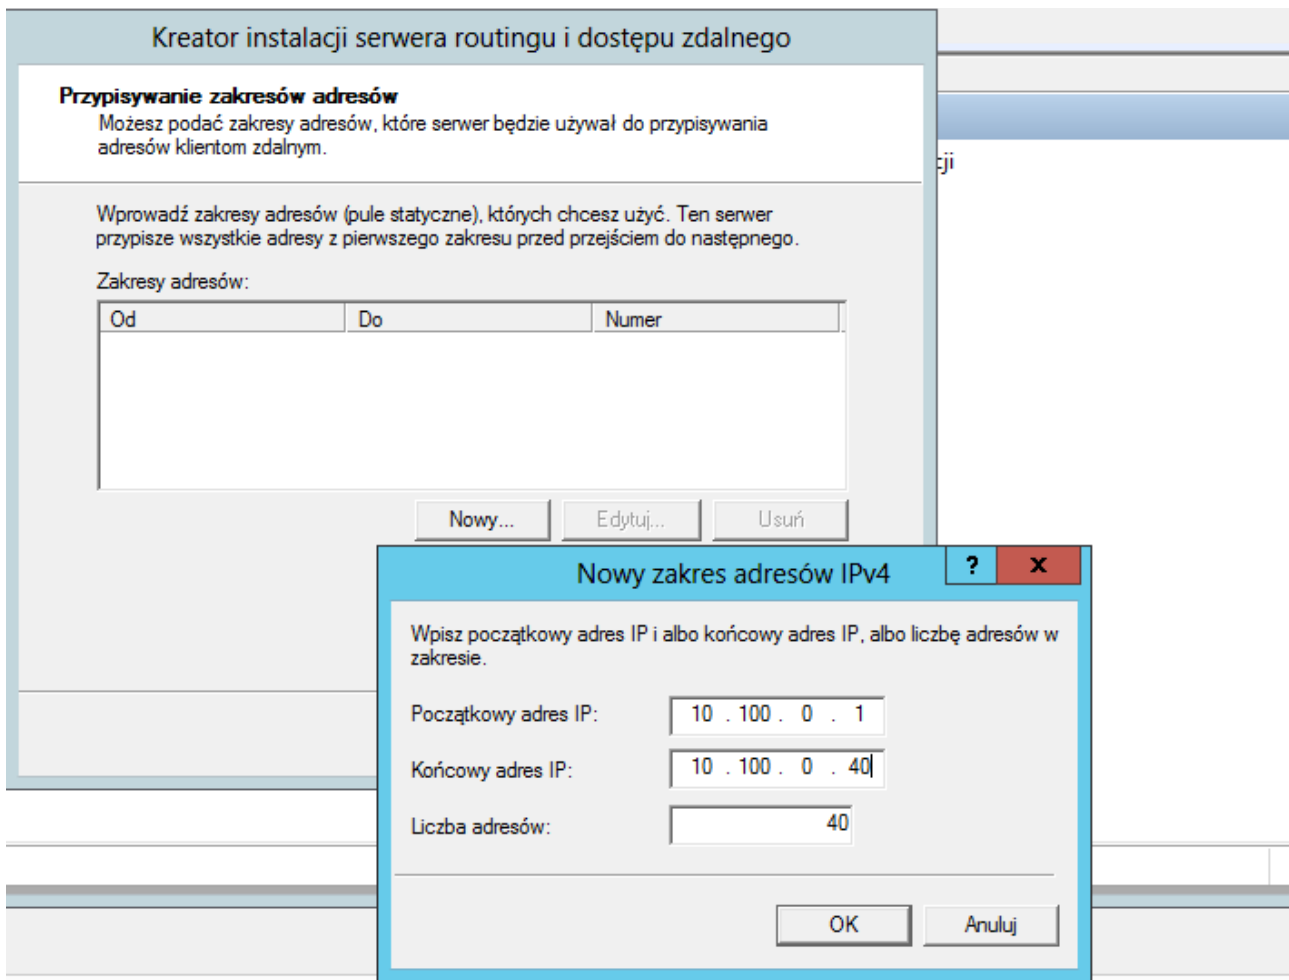 Kreator instalacji serwera routingu i dostępu zdalnego
Przypisywanie zakresów adresów
Możesz podać zakresy adresów, które serwer będzie używał do przypisywania
adresów klientom zdalnym.
cji
Wprowadź zakresy adresów (pule statyczne), których chcesz użyć. Ten serwer
przypisze wszystkie adresy z pierwszego zakresu przed przejściem do następnego.
Zakresy adresów:
Od Do Numer
Nowy... Edytuj... Usuń
Nowy zakres adresów IPv4 ? x
Wpisz początkowy adres IP i albo końcowy adres IP, albo liczbę adresów w
zakresie.
Początkowy adres IP: 10 . 100 . 0 . 1
Końcowy adres IP: 10 . 100 . 0 . 40
Liczba adresów: 40
OK Anuluj